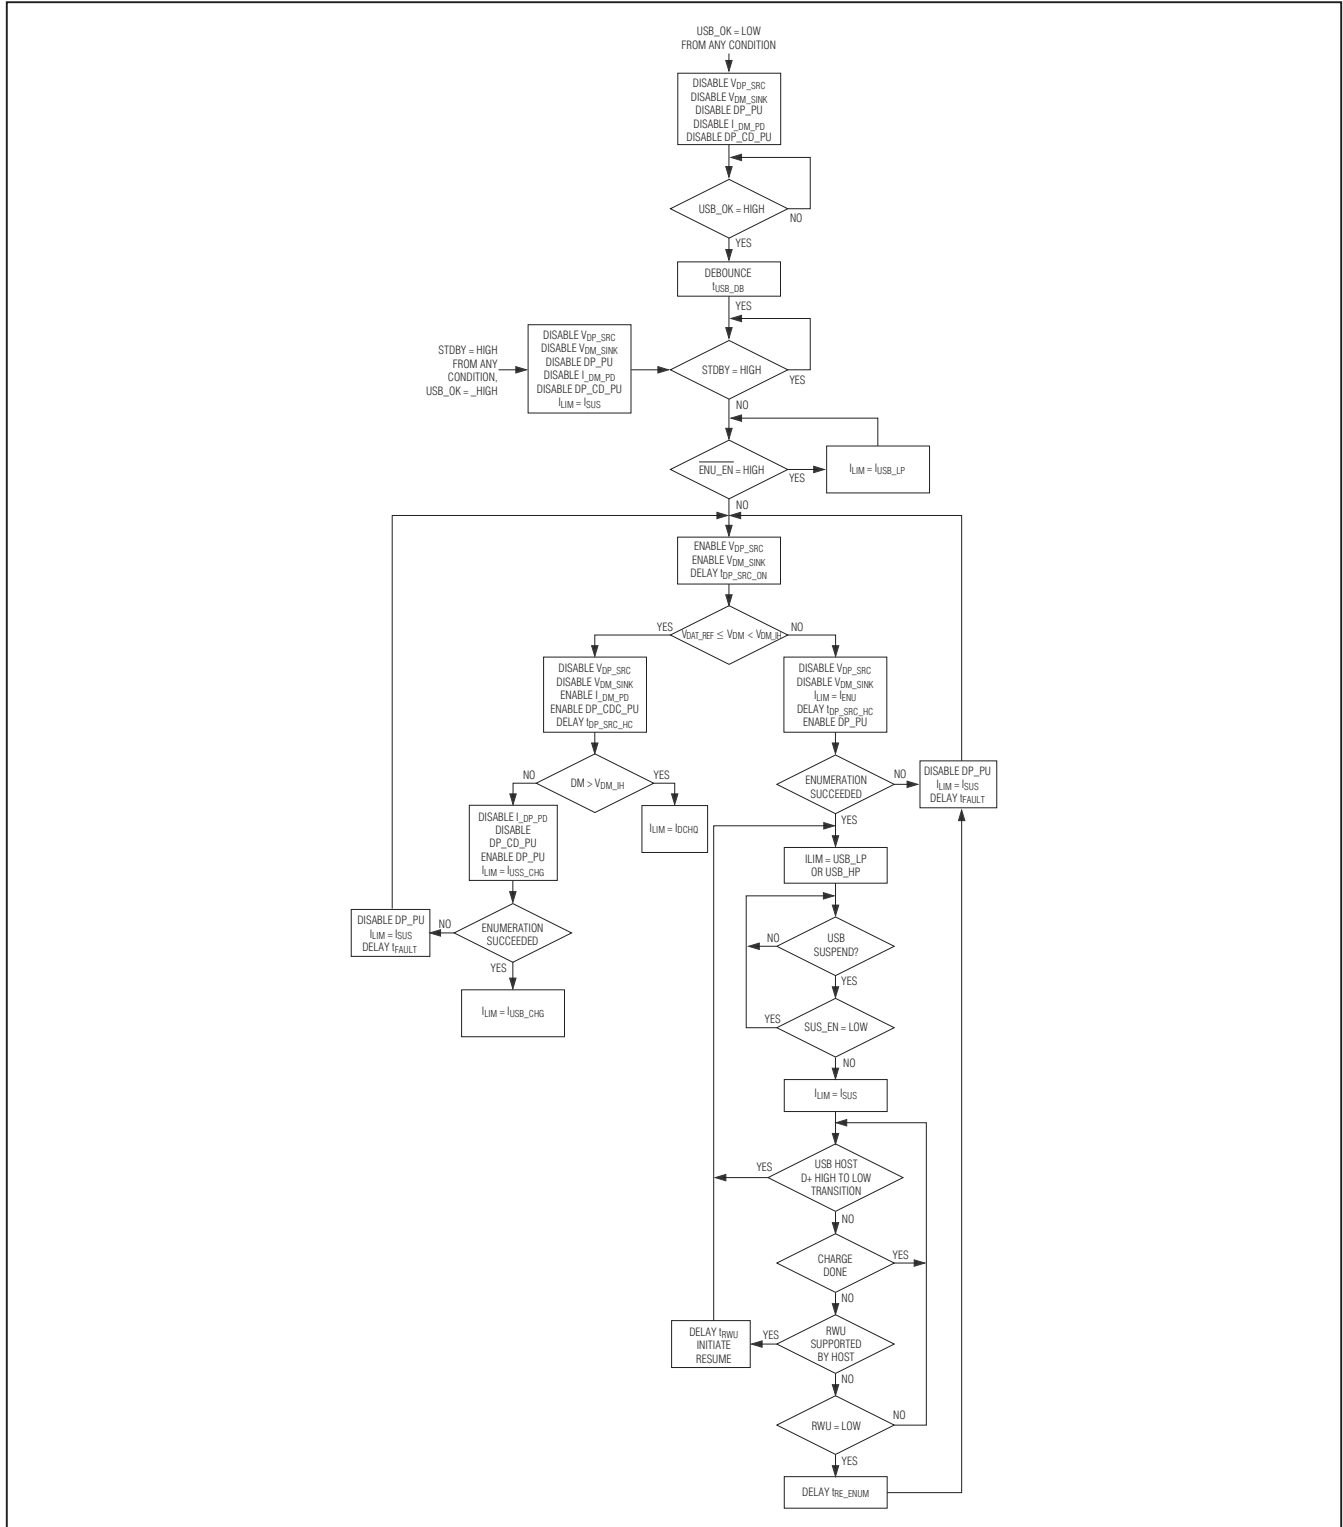 USB_OK = LOW
FROM ANY CONDITION
DISABLE VDP_SRC
DISABLE VDM_SINK
DISABLE DP_PU
DISABLE I_DM_PD
DISABLE DP_CD_PU
USB_OK = HIGH
NO
YES
DEBOUNCE
tUSB_DB
YES
STDBY = HIGH
FROM ANY
CONDITION,
USB_OK = _HIGH
DISABLE VDP_SRC
DISABLE VDM_SINK
DISABLE DP_PU
DISABLE I_DM_PD
DISABLE DP_CD_PU
ILIM = ISUS
STDBY = HIGH
YES
NO
ENU_EN = HIGH
YES
ILIM = IUSB_LP
NO
ENABLE VDP_SRC
ENABLE VDM_SINK
DELAY tDP_SRC_ON
YES
VDAT_REF ≤ VDM < VDM_IH
NO
DISABLE VDP_SRC
DISABLE VDM_SINK
ENABLE I_DM_PD
ENABLE DP_CDC_PU
DELAY tDP_SRC_HC
DISABLE VDP_SRC
DISABLE VDM_SINK
ILIM = IENU
DELAY tDP_SRC_HC
ENABLE DP_PU
NO
DM > VDM_IH
YES
ENUMERATION
SUCCEEDED
NO
YES
DISABLE DP_PU
ILIM = ISUS
DELAY tFAULT
DISABLE I_DP_PD
DISABLE
DP_CD_PU
ENABLE DP_PU
ILIM = IUSS_CHG
ILIM = IDCHQ
ILIM = USB_LP
OR USB_HP
DISABLE DP_PU
ILIM = ISUS
DELAY tFAULT
NO
ENUMERATION
SUCCEEDED
YES
ILIM = IUSB_CHG
NO
USB
SUSPEND?
YES
YES
SUS_EN = LOW
NO
ILIM = ISUS
YES
USB HOST
D+ HIGH TO LOW
TRANSITION
NO
CHARGE
DONE
YES
NO
DELAY tRWU
INITIATE
RESUME
YES
RWU
SUPPORTED
BY HOST
NO
RWU = LOW
NO
YES
DELAY tRE_ENUM